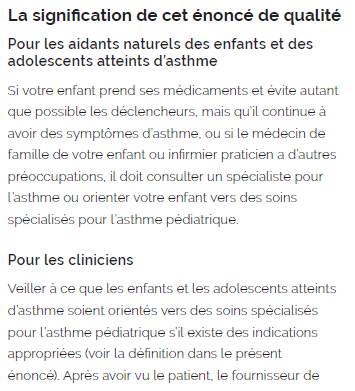 La signification de cet énoncé de qualité
Pour les aidants naturels des enfants et des
adolescents atteints d'asthme
Si votre enfant prend ses médicaments et évite autant
que possible les déclencheurs, mais qu'il continue à
avoir des symptômes d'asthme, ou si le médecin de
famille de votre enfant ou infirmier praticien a d'autres
préoccupations, il doit consulter un spécialiste pour
l'asthme ou orienter votre enfant vers des soins
spécialisés pour l'asthme pédiatrique.
Pour les cliniciens
Veiller à ce que les enfants et les adolescents atteints
d'asthme soient orientés vers des soins spécialisés
pour l'asthme pédiatrique s'il existe des indications
appropriées (voir la définition dans le présent
énoncé). Après avoir vu le patient, le fournisseur de